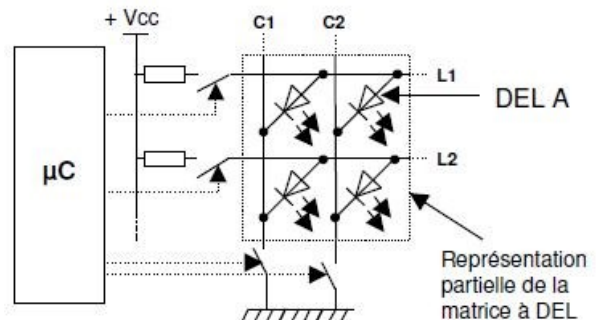 + Vcc
C1 C2
L1
DEL A
L2
µC
Représentation
partielle de la
matrice à DEL